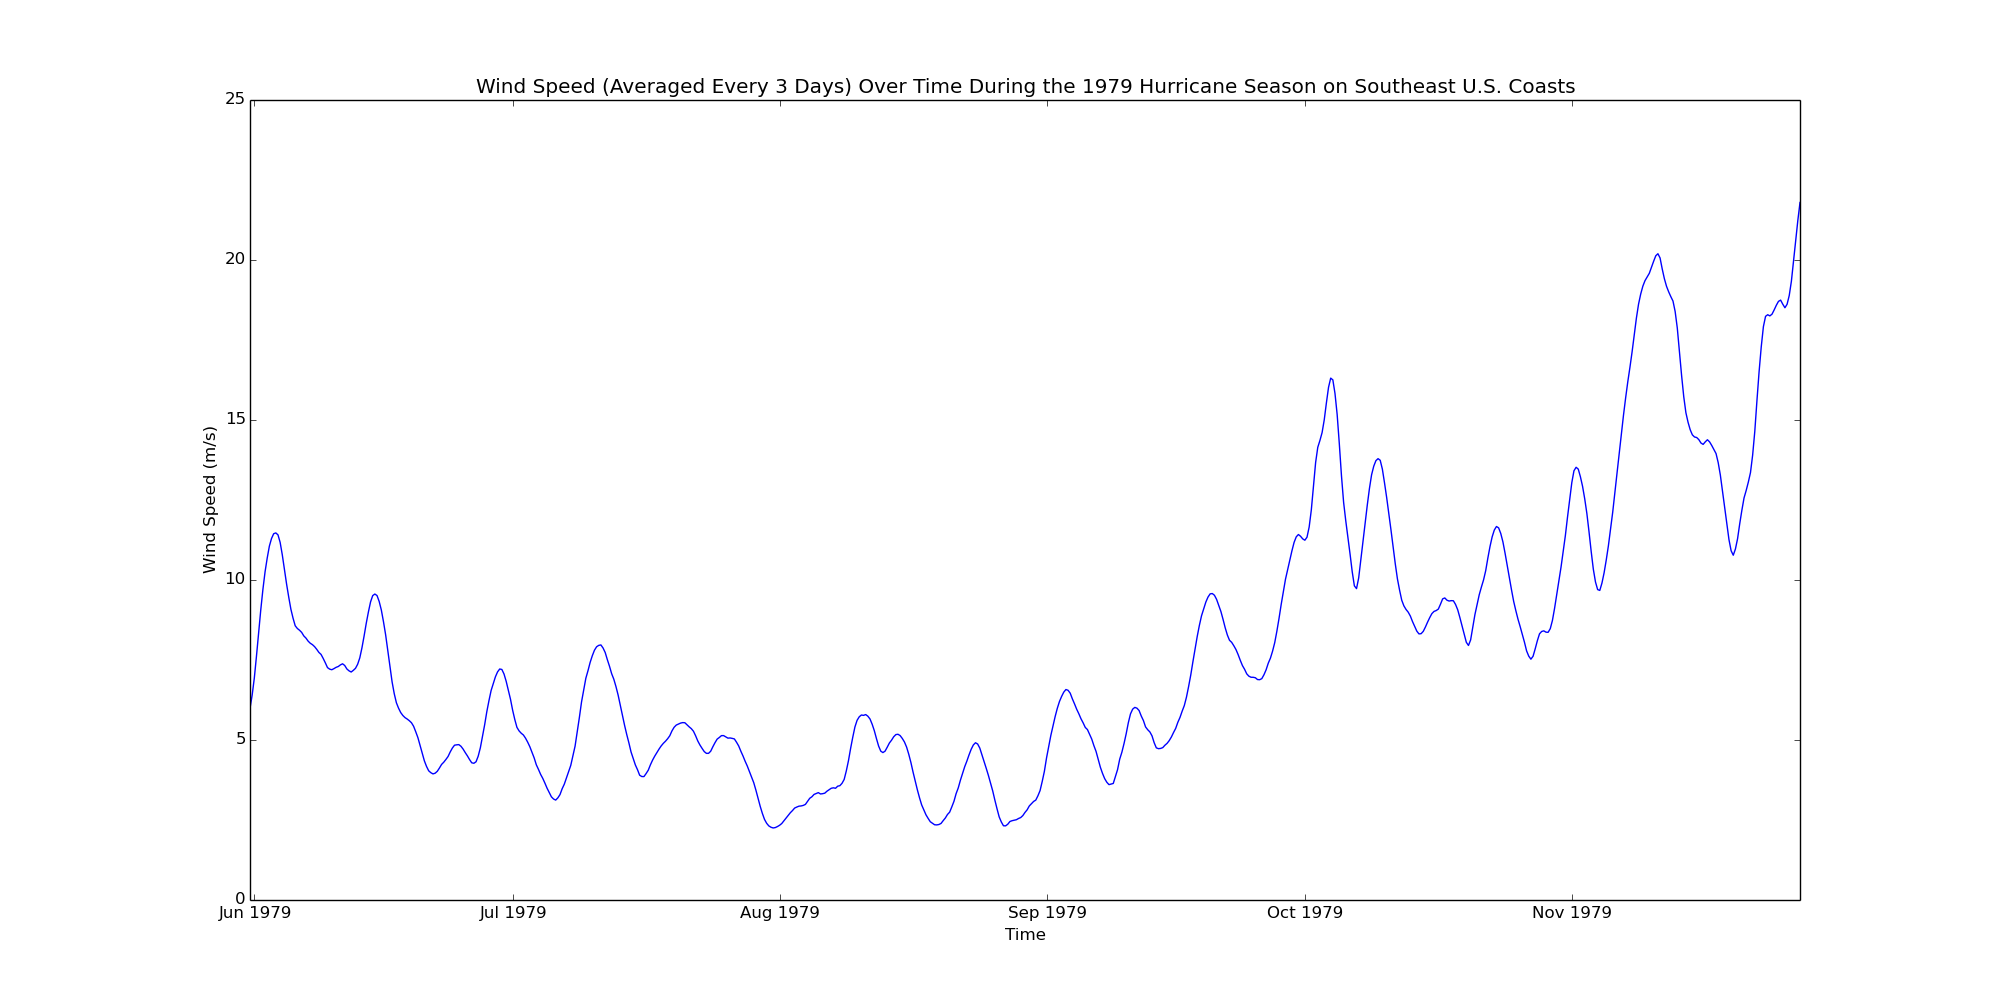 Wind Speed (Averaged Every 3 Days) Over Time During the 1979 Hurricane Season on Southeast U.S. Coasts
25
20
15
10
5
0
Wind Speed (m/s)
Jun 1979 Jul 1979 Aug 1979 Sep 1979 Oct 1979 Nov 1979
Time